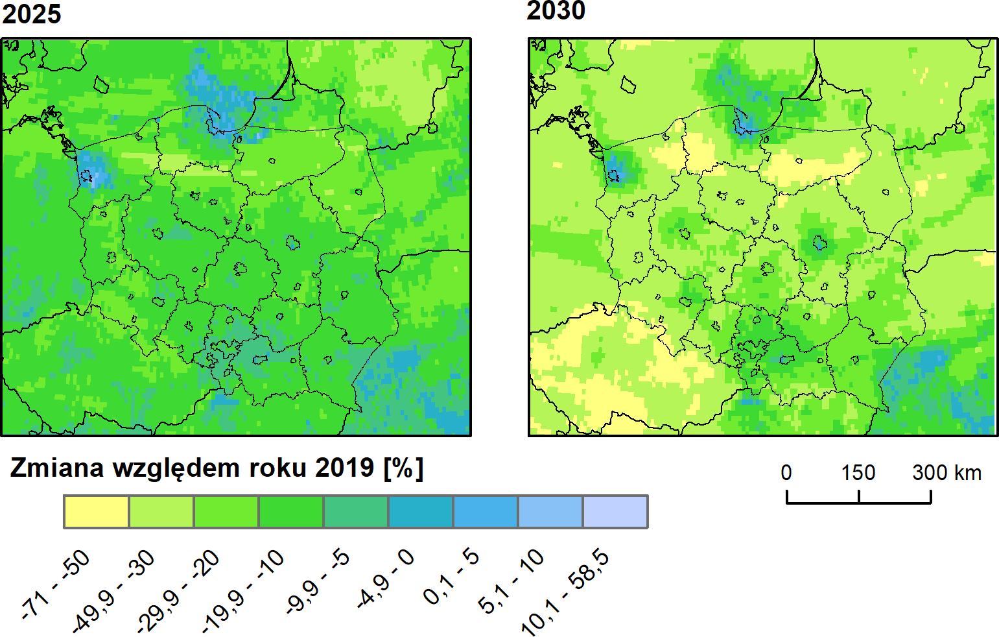 2025
2030
Zmiana względem roku 2019 [%]
0 150 300 km
-71 - -50
-49,9 - -30
-29,9 - -20
-19,9 - -10
-9,9 - -5
-4,9 - 0
0,1 - 5
5,1 - 10
10,1 - 58,5